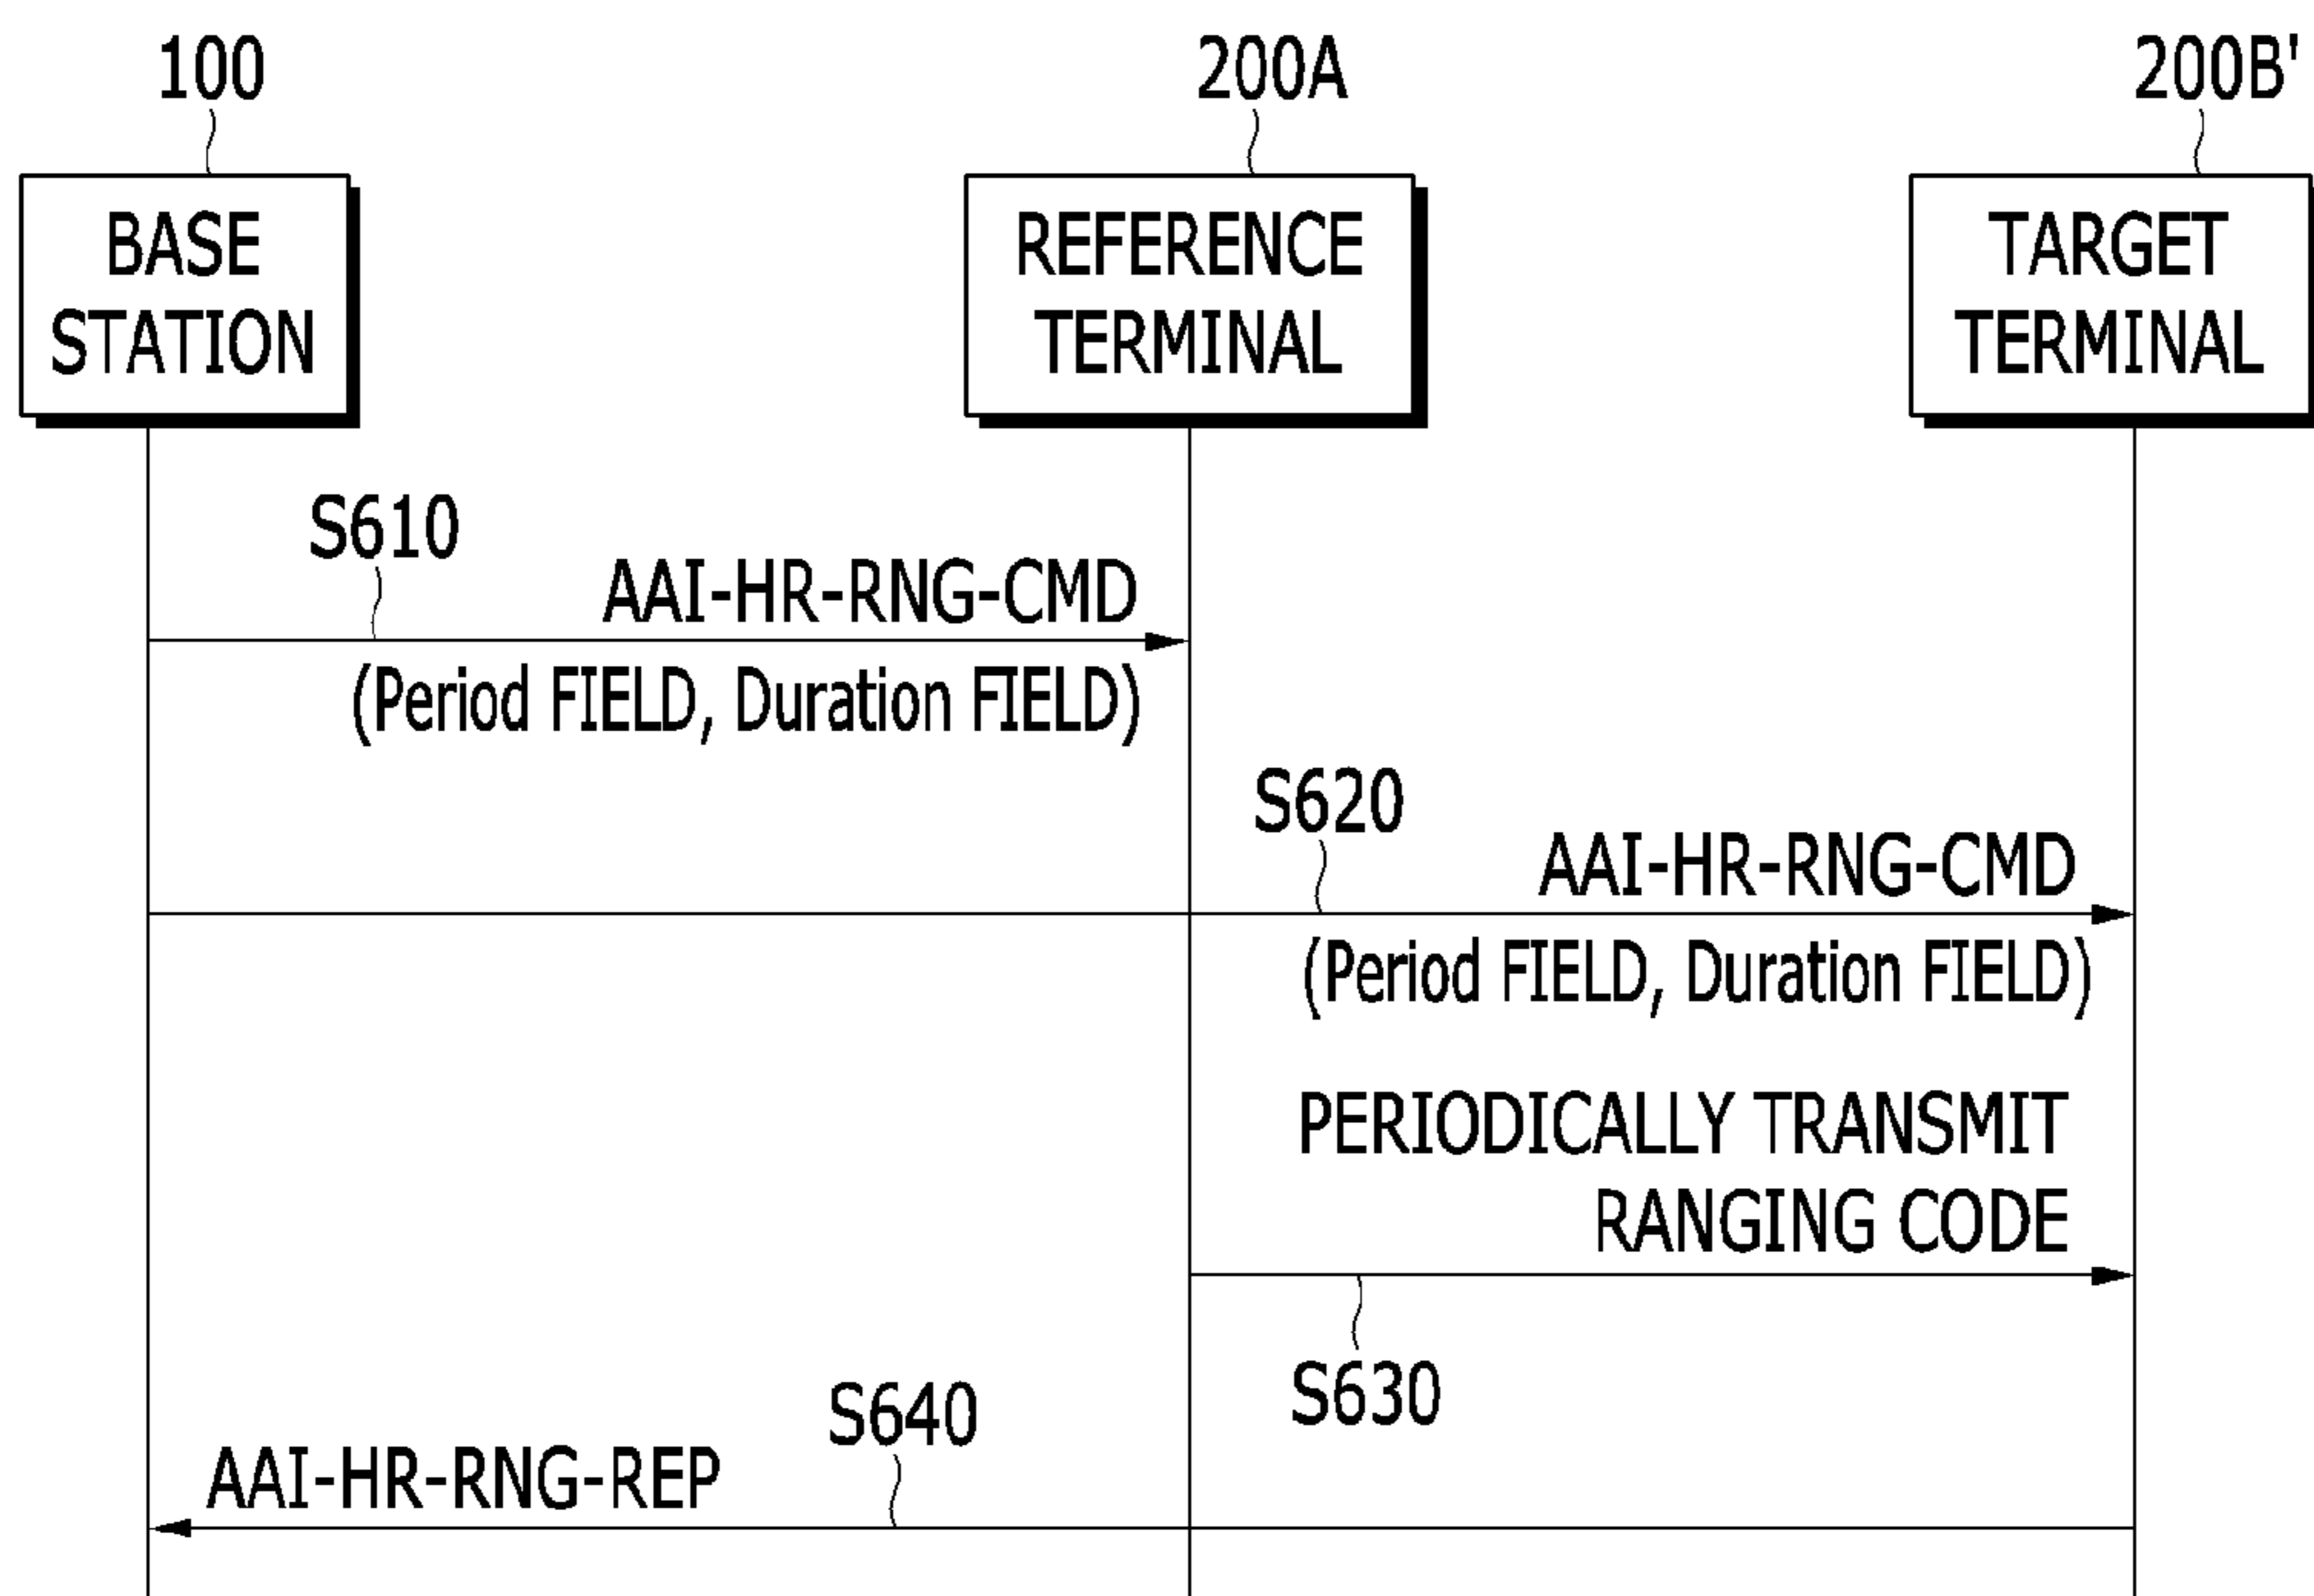 100
200A
200B'
BASE
STATION
REFERENCE
TERMINAL
TARGET
TERMINAL
S610
AAI-HR-RNG-CMD
(Period FIELD, Duration FIELD)
S620
AAI-HR-RNG-CMD
(Period FIELD, Duration FIELD)
PERIODICALLY TRANSMIT
RANGING CODE
S630
S640
AAI-HR-RNG-REP